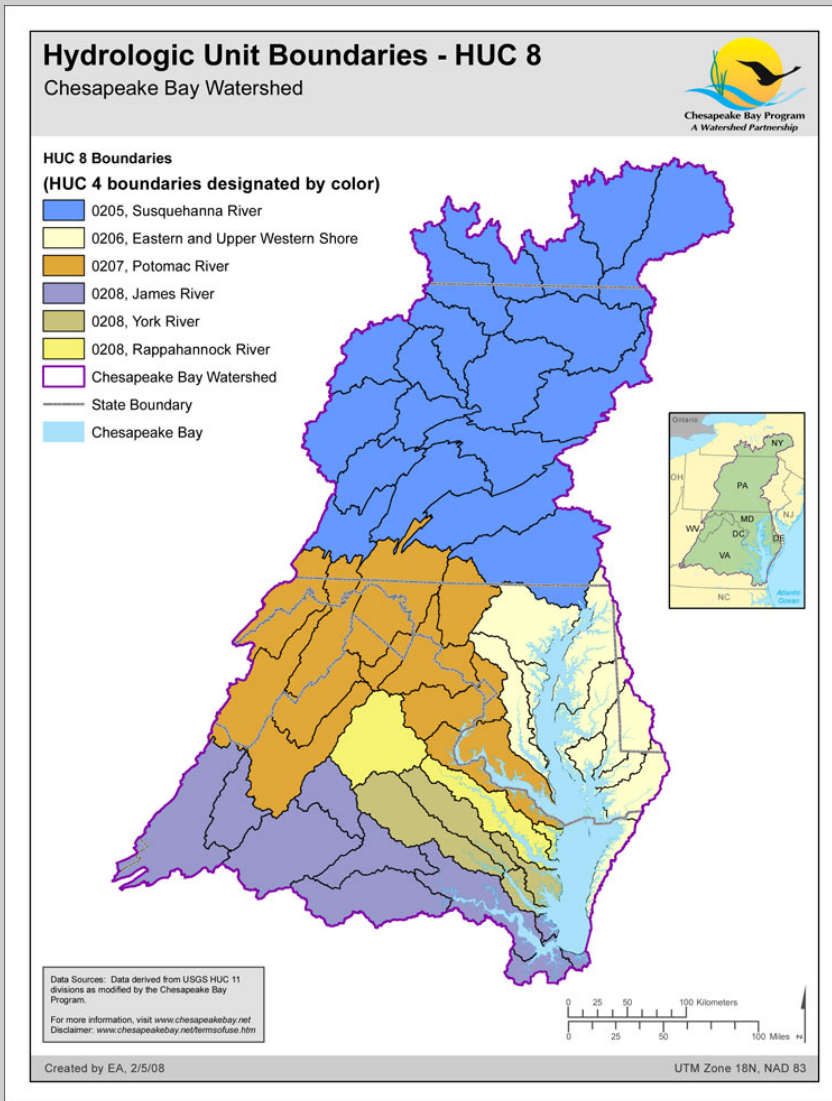 Hydrologic Unit Boundaries - HUC 8
Chesapeake Bay Watershed
Chesapeake Bay Program
A Watershed Partnership
HUC 8 Boundaries
(HUC 4 boundaries designated by color)
0205, Susquehanna River
0206, Eastern and Upper Western Shore
0207, Potomac River
0208, James River
0208, York River
0208, Rappahannock River
Chesapeake Bay Watershed
State Boundary
Chesapeake Bay
Ontario
NY
OH
PA
NJ
WV
MD
DC
DE
VA
NC
Atlantic
Ocean
Data Sources: Data derived from USGS HUC 11
divisions as modified by the Chesapeake Bay
Program.
For more information, visit www.chesapeakebay.net
Disclaimer: www.chesapeakebay.net/termsofuse.htm
0 25 50 100 Kilometers
0 25 50 100 Miles
N
Created by EA, 2/5/08
UTM Zone 18N, NAD 83